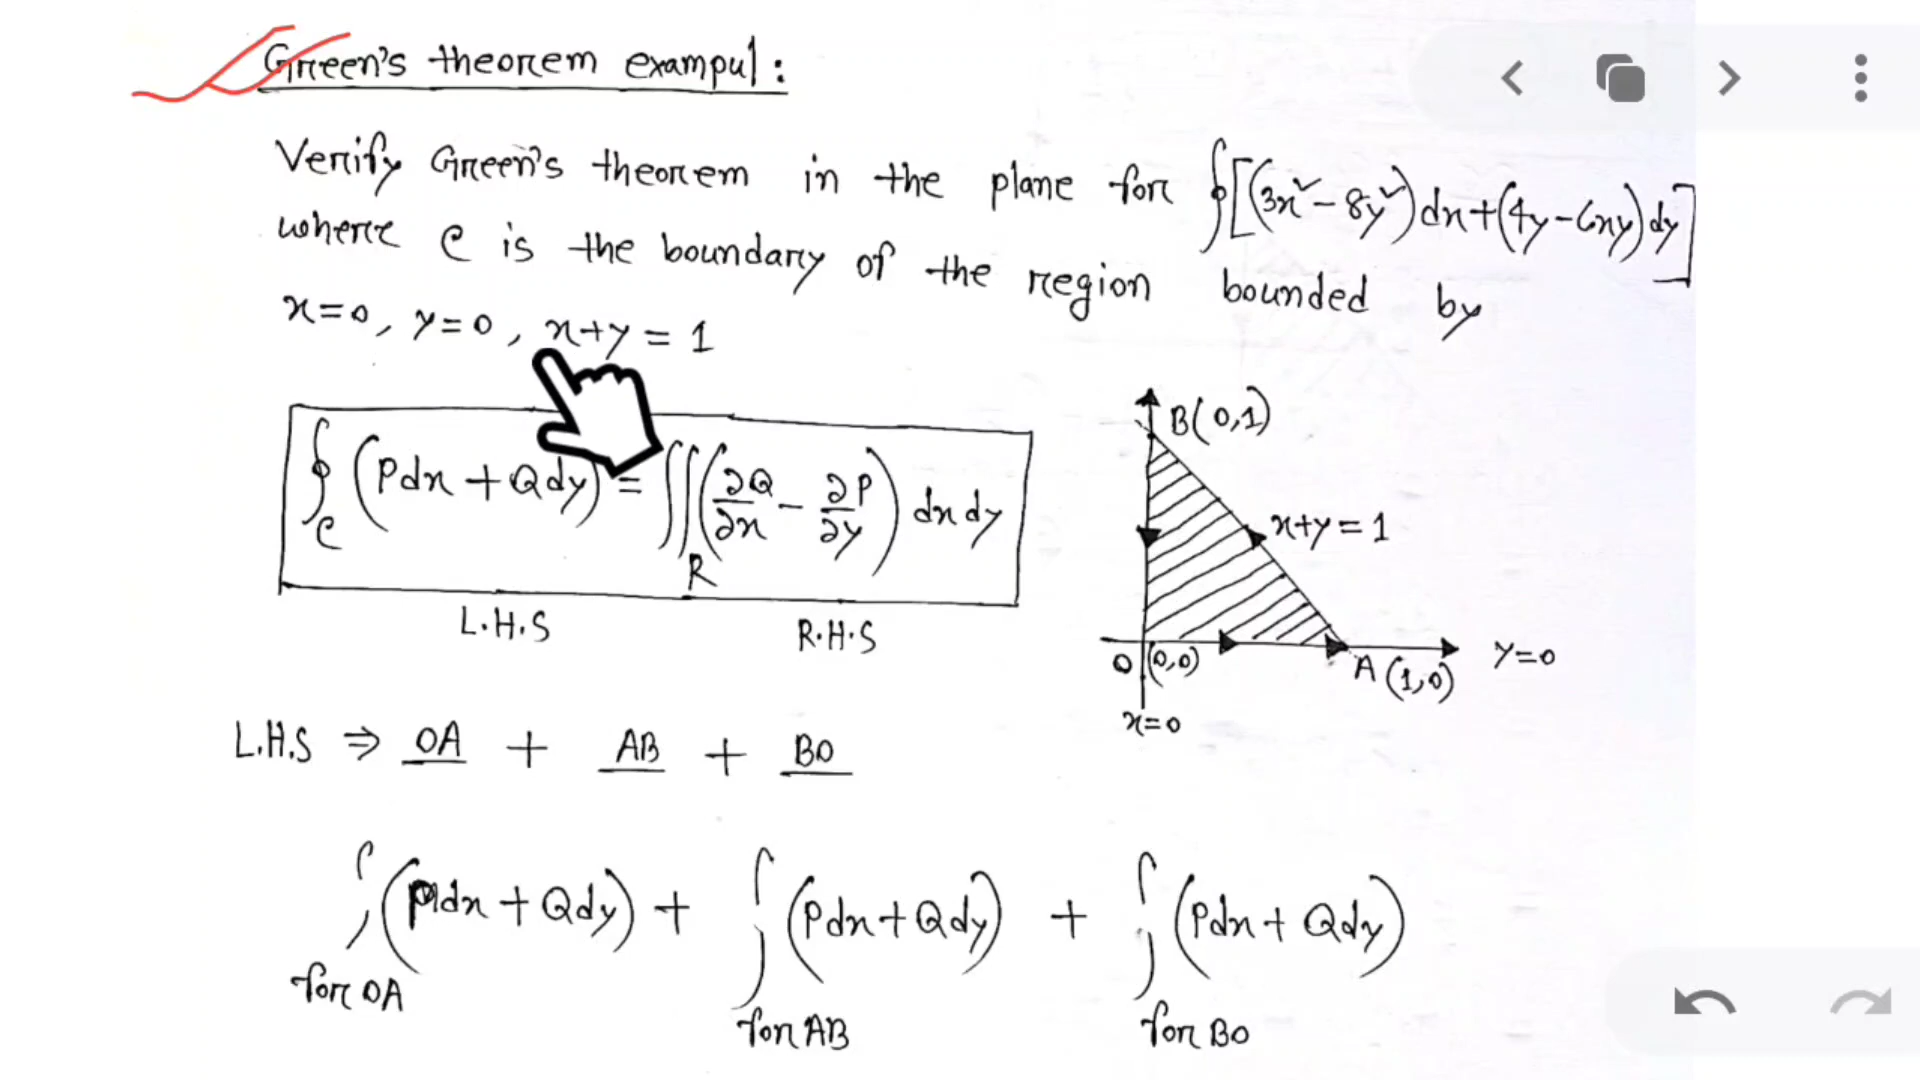 Green's theorem exampul:
Verify Green's theorem in the plane for ∮[(3x²-8y²)dx+(4y-6xy)dy]
where C is the boundary of the region bounded by
x=0, y=0, x+y = 1
∮_C (Pdx + Qdy) = ∬_R (∂Q/∂x - ∂P/∂y) dx dy
L.H.S R.H.S
B(0,1)
x+y = 1
O (0,0) A (1,0) y=0
x=0
L.H.S ⇒ OA + AB + BO
∫(Pdx + Qdy) + ∫(Pdx + Qdy) + ∫(Pdx + Qdy)
for OA for AB for BO